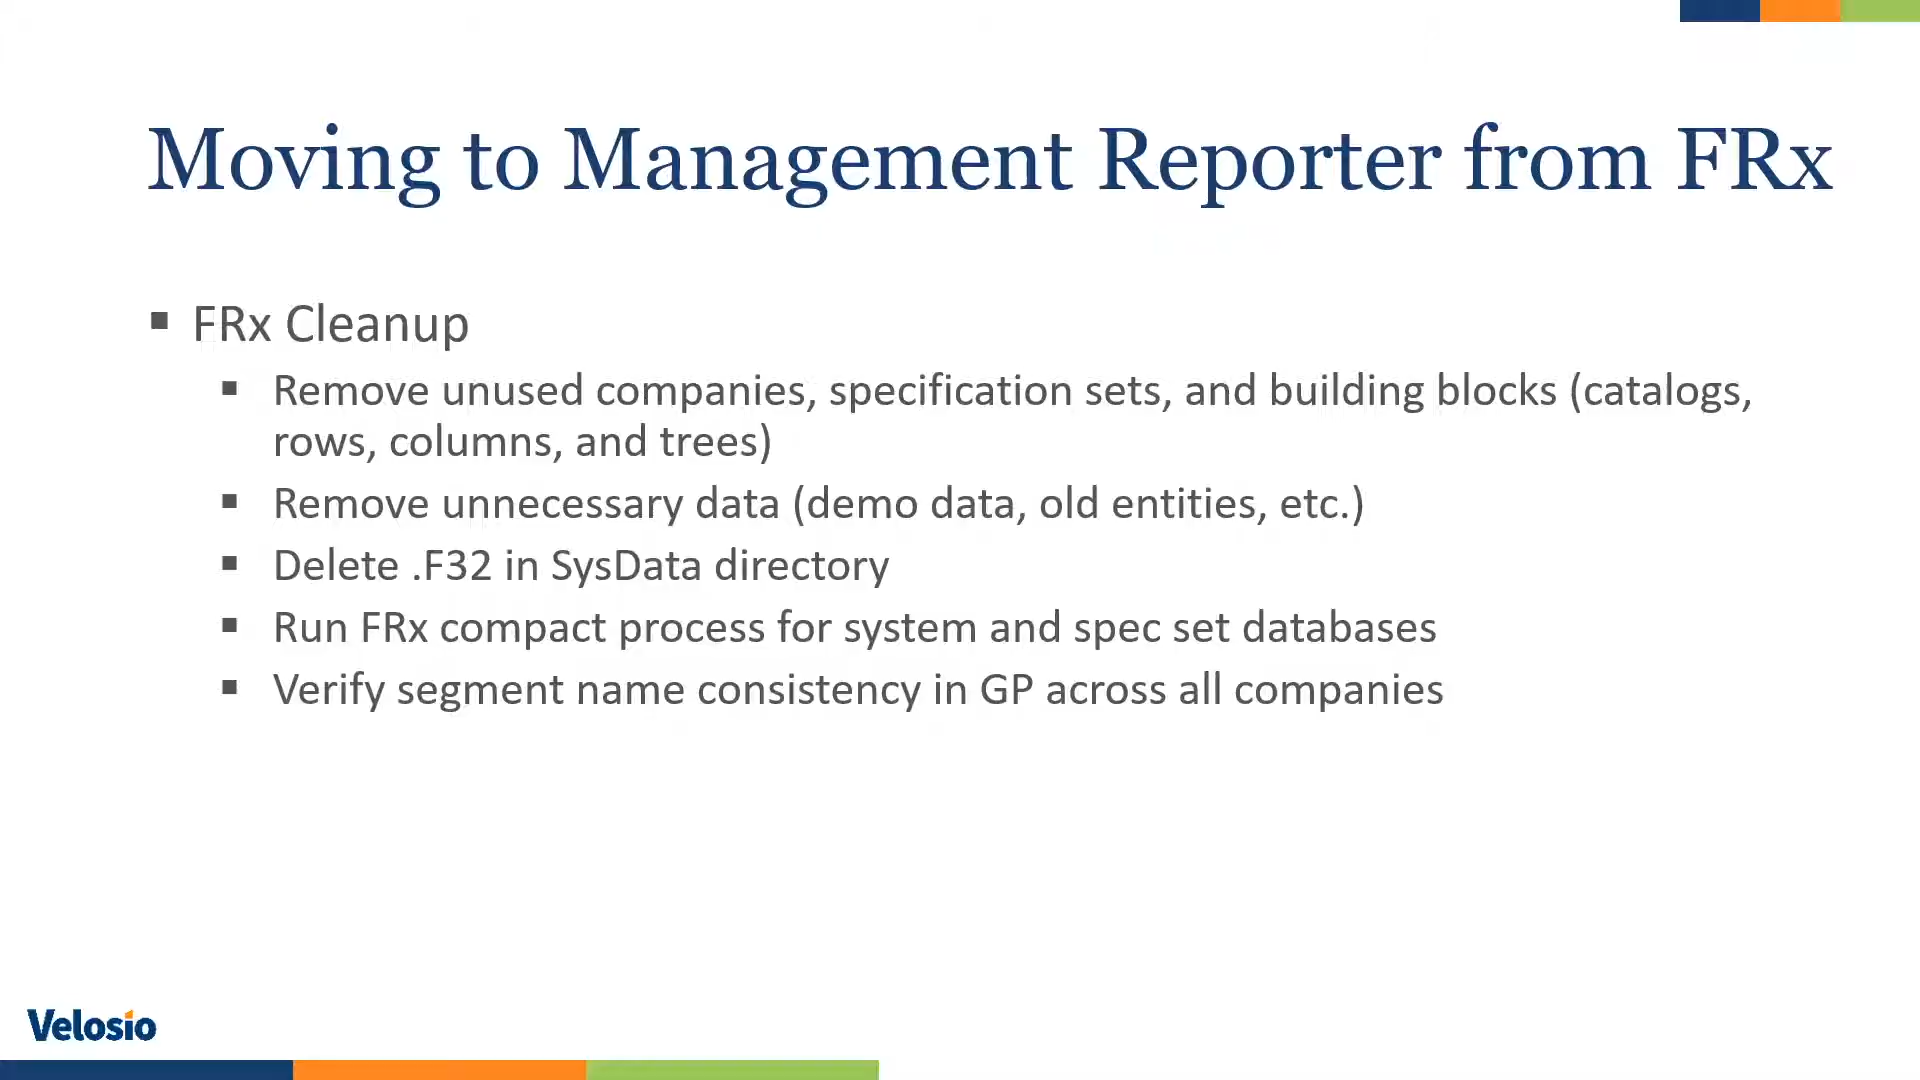 Moving to Management Reporter from FRx
▪ FRx Cleanup
▪ Remove unused companies, specification sets, and building blocks (catalogs,
rows, columns, and trees)
▪ Remove unnecessary data (demo data, old entities, etc.)
▪ Delete .F32 in SysData directory
▪ Run FRx compact process for system and spec set databases
▪ Verify segment name consistency in GP across all companies
Velosio